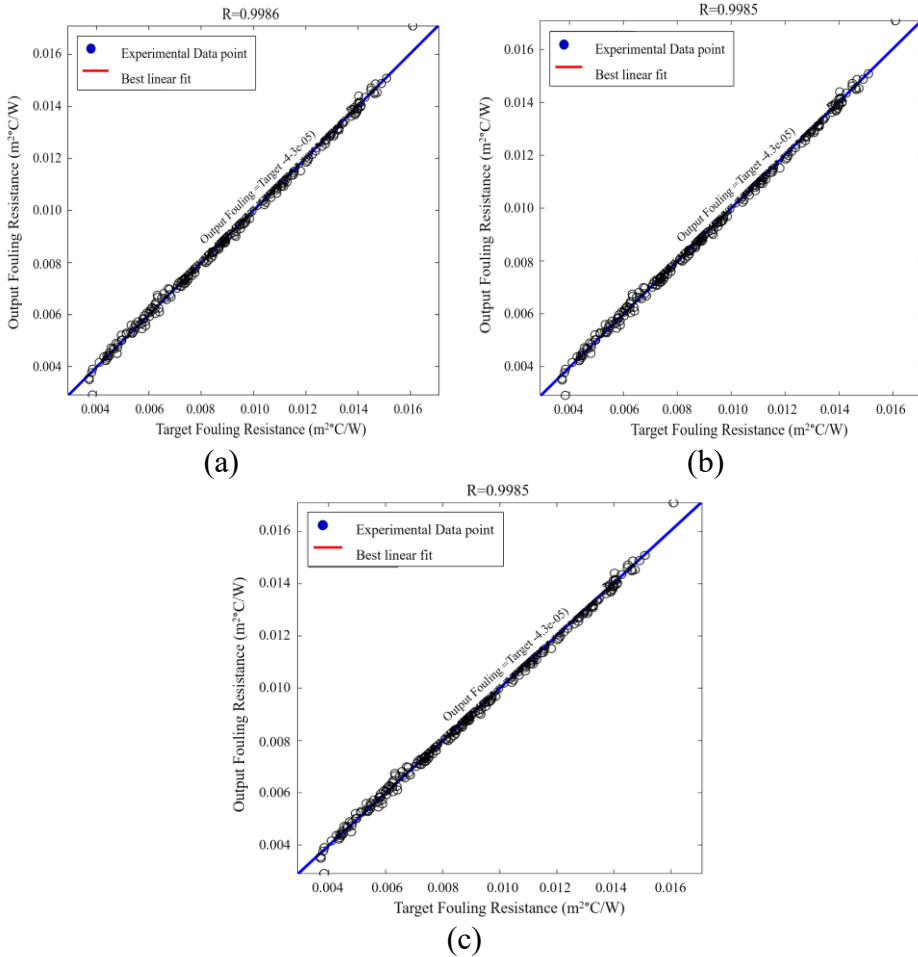 R=0.9986
0.016
0.014
0.012
0.010
0.008
0.006
0.004
Output Fouling Resistance (m²°C/W)
Experimental Data point
Best linear fit
Output Fouling =Target -4-3e-05)
0.004 0.006 0.008 0.010 0.012 0.014 0.016
Target Fouling Resistance (m²°C/W)
(a)
R=0.9985
0.016
0.014
0.012
0.010
0.008
0.006
0.004
Output Fouling Resistance (m²°C/W)
Experimental Data point
Best linear fit
Output Fouling =Target -4.3e-05)
0.004 0.006 0.008 0.010 0.012 0.014 0.016
Target Fouling Resistance (m²°C/W)
(b)
R=0.9985
0.016
0.014
0.012
0.010
0.008
0.006
0.004
Output Fouling Resistance (m²°C/W)
Experimental Data point
Best linear fit
Output Fouling =Target -4.3e-05)
0.004 0.006 0.008 0.010 0.012 0.014 0.016
Target Fouling Resistance (m²°C/W)
(c)